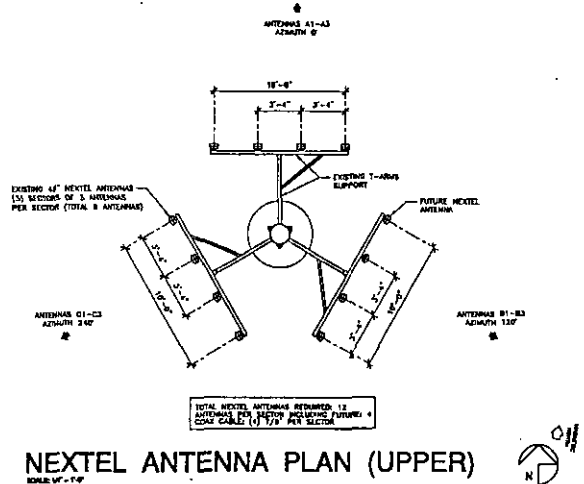 ANTENNAS A1-A3
AZIMUTH 0°
10'-0"
3'-4"
3'-4"
EXISTING T-ARMS
SUPPORT
EXISTING 48" NEXTEL ANTENNAS
(3) SECTORS OF 3 ANTENNAS
PER SECTOR (TOTAL 9 ANTENNAS)
FUTURE NEXTEL
ANTENNA
3'-4"
3'-4"
10'-0"
3'-4"
3'-4"
10'-0"
ANTENNAS C1-C3
AZIMUTH 240°
ANTENNAS B1-B3
AZIMUTH 120°
TOTAL NEXTEL ANTENNAS REQUIRED: 12
ANTENNAS PER SECTOR INCLUDING FUTURE: 4
COAX CABLE: (4) 7/8" PER SECTOR
NEXTEL ANTENNA PLAN (UPPER)
N